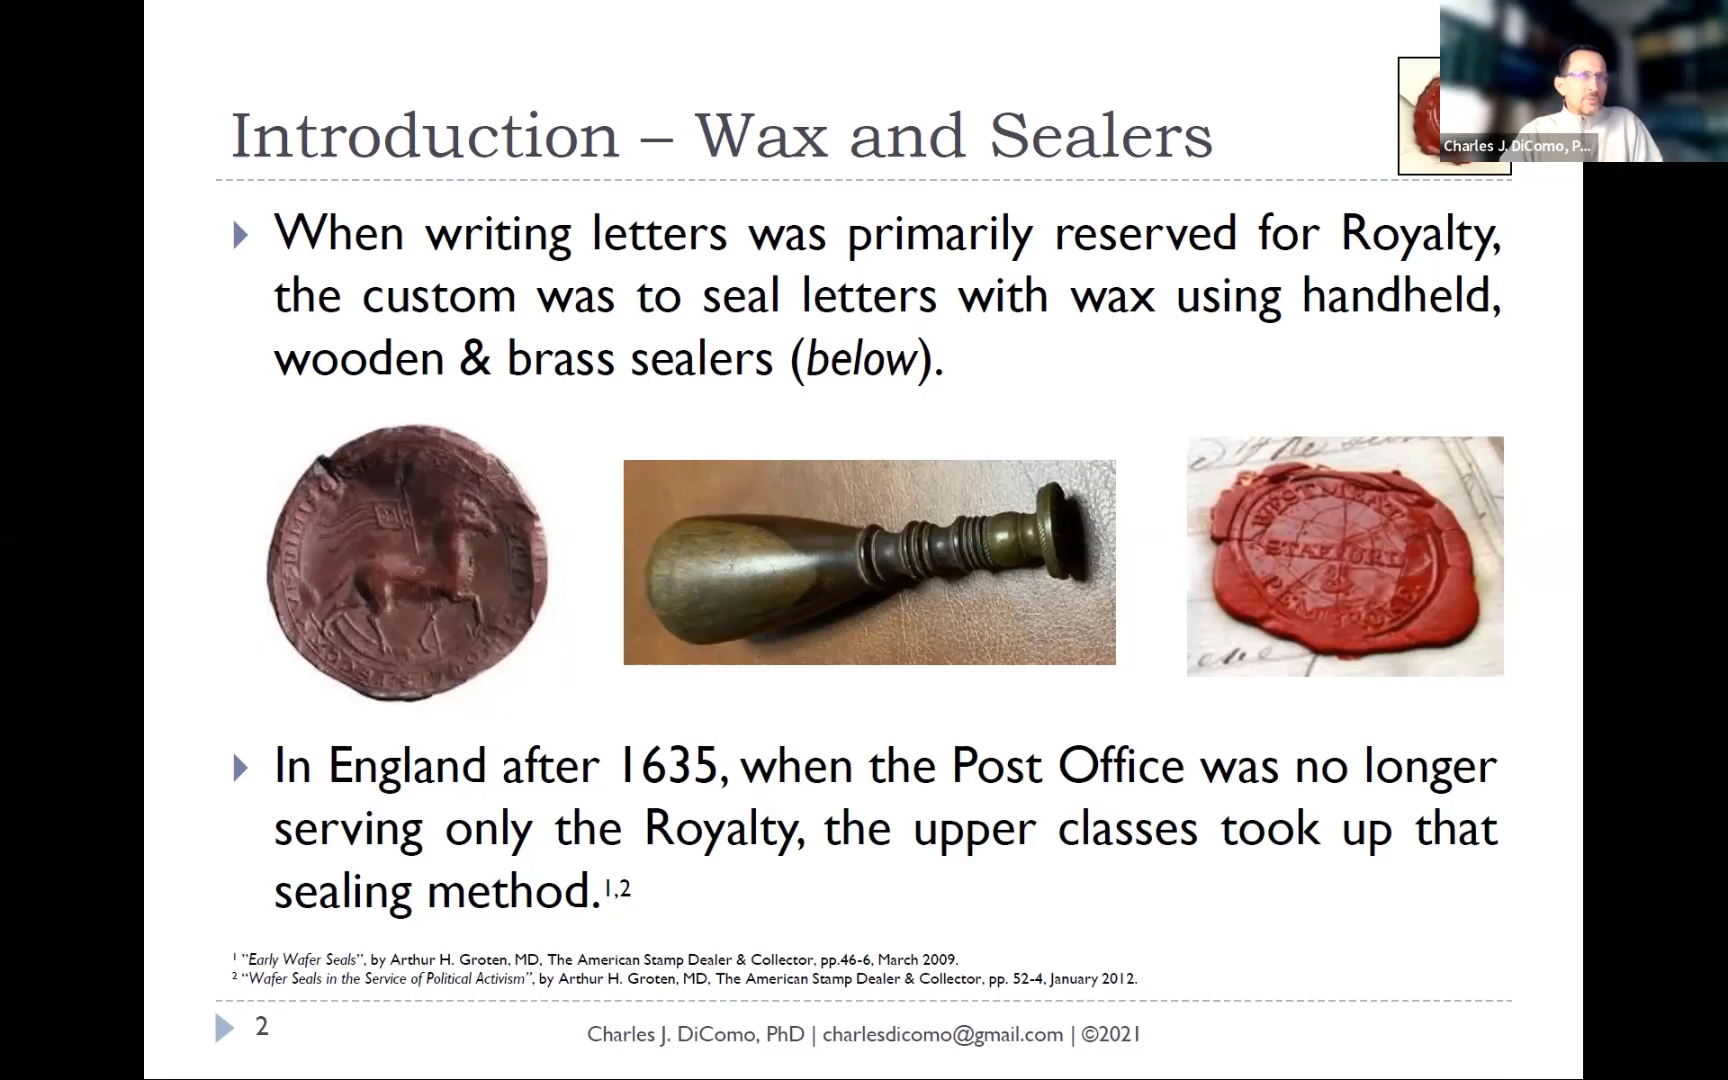 Charles J. DiComo, P...
Introduction – Wax and Sealers
When writing letters was primarily reserved for Royalty,
the custom was to seal letters with wax using handheld,
wooden & brass sealers (below).
STAFFORD
In England after 1635, when the Post Office was no longer
serving only the Royalty, the upper classes took up that
sealing method.1,2
1 "Early Wafer Seals", by Arthur H. Groten, MD, The American Stamp Dealer & Collector, pp.46-6, March 2009.
2 "Wafer Seals in the Service of Political Activism", by Arthur H. Groten, MD, The American Stamp Dealer & Collector, pp. 52-4, January 2012.
2
Charles J. DiComo, PhD | charlesdicomo@gmail.com | ©2021